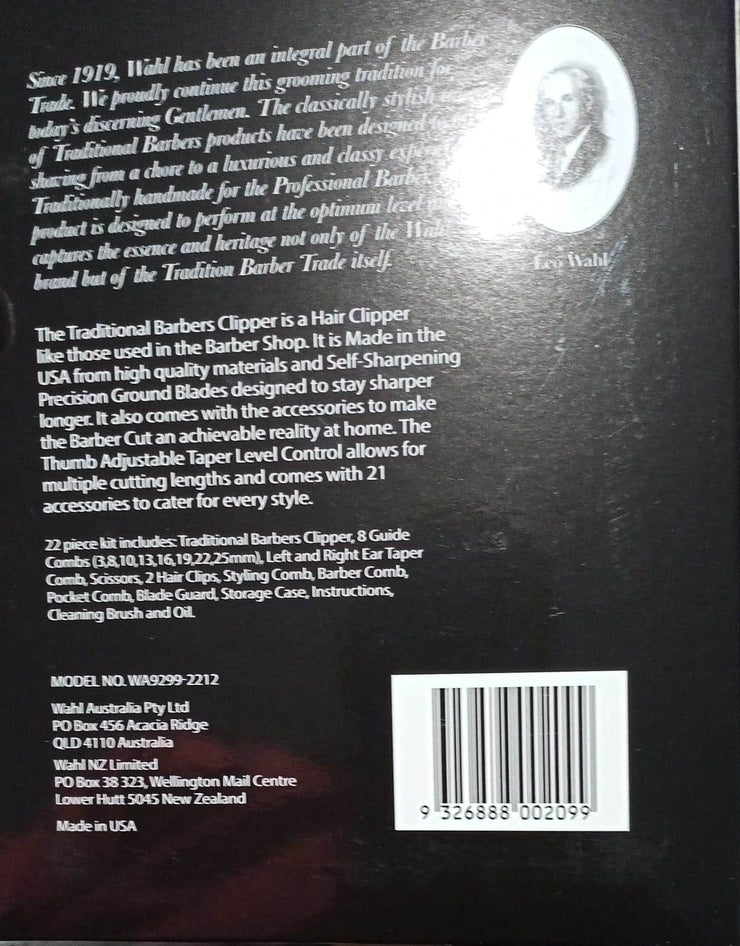 Since 1919, Wahl has been an integral part of the Barber
Trade. We proudly continue this grooming tradition for
today's discerning Gentlemen. The classically stylish
of Traditional Barbers products have been designed
shaving from a chore to a luxurious and classy
Traditionally handmade for the Professional Barber,
product is designed to perform at the optimum level
captures the essence and heritage not only of the Wahl
brand but of the Tradition Barber Trade itself.
Leo Wahl
The Traditional Barbers Clipper is a Hair Clipper
like those used in the Barber Shop. It is Made in the
USA from high quality materials and Self-Sharpening
Precision Ground Blades designed to stay sharper
longer. It also comes with the accessories to make
the Barber Cut an achievable reality at home. The
Thumb Adjustable Taper Level Control allows for
multiple cutting lengths and comes with 21
accessories to cater for every style.
22 piece kit includes: Traditional Barbers Clipper, 8 Guide
Combs (3,8,10,13,16,19,22,25mm), Left and Right Ear Taper
Comb, Scissors, 2 Hair Clips, Styling Comb, Barber Comb,
Pocket Comb, Blade Guard, Storage Case, Instructions,
Cleaning Brush and Oil.
MODEL NO. WA9299-2212
Wahl Australia Pty Ltd
PO Box 456 Acacia Ridge
QLD 4110 Australia
Wahl NZ Limited
PO Box 38 323, Wellington Mail Centre
Lower Hutt 5045 New Zealand
Made in USA
9 326888 002099